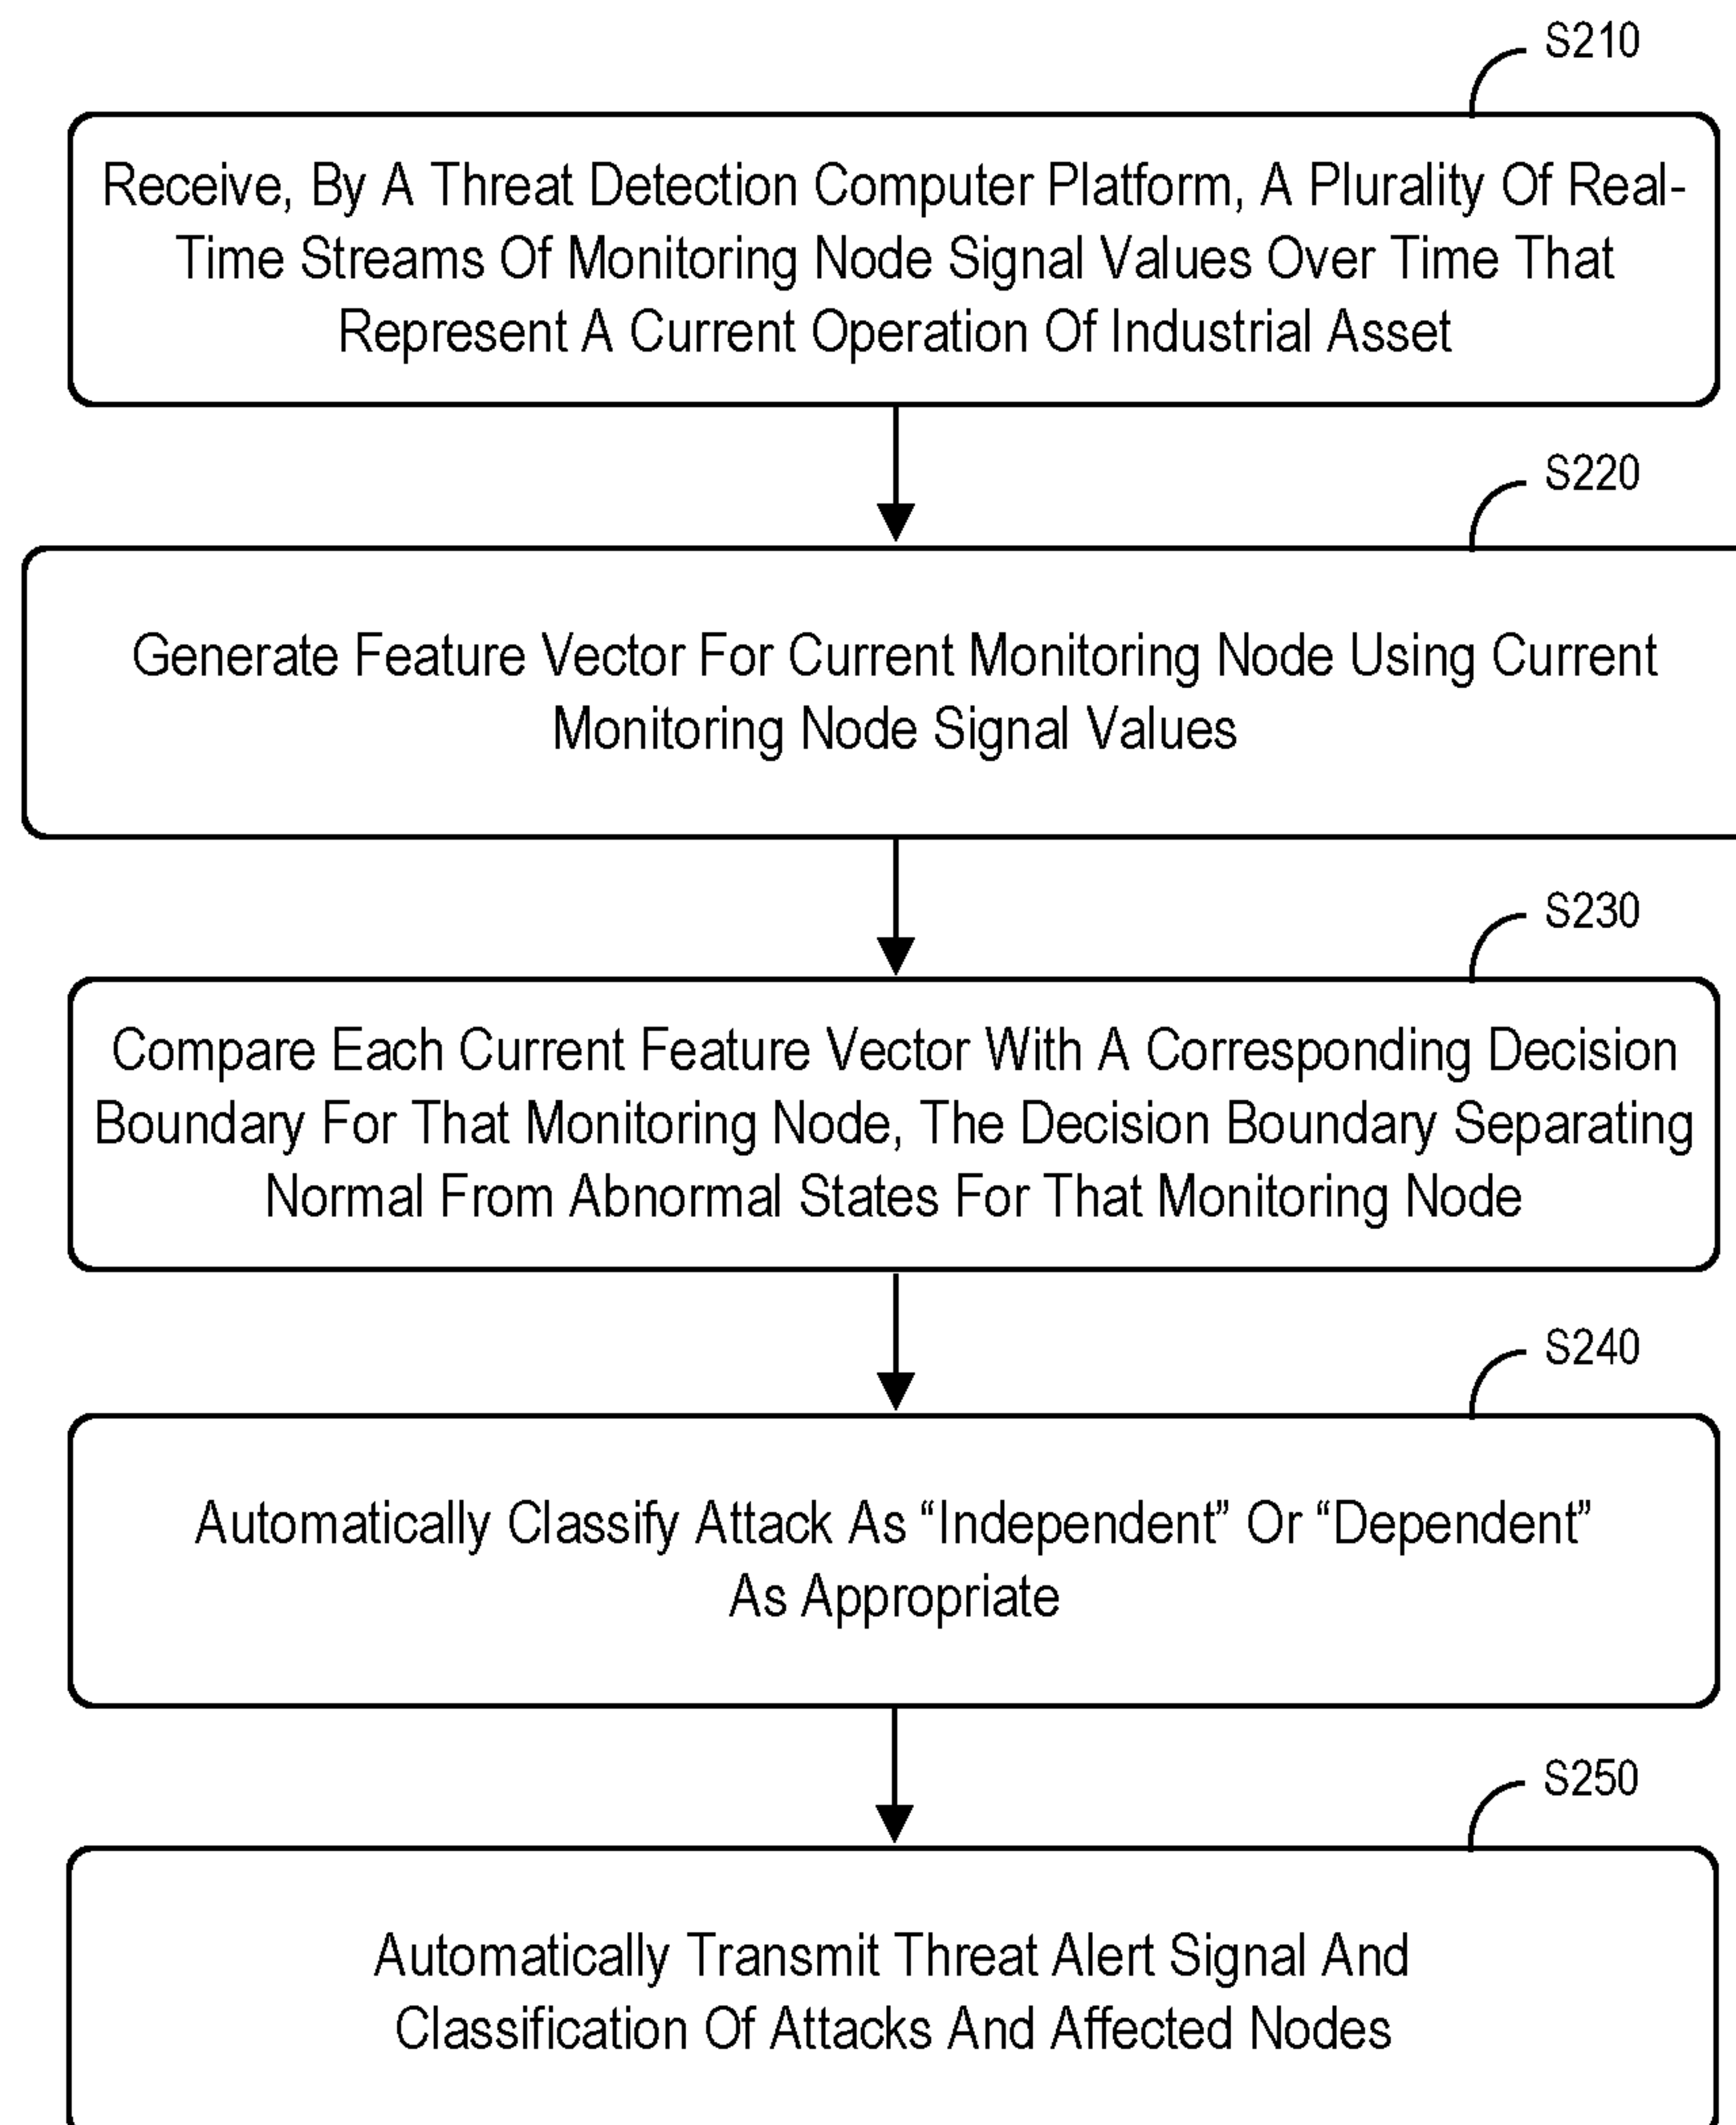 S210
Receive, By A Threat Detection Computer Platform, A Plurality Of Real-
Time Streams Of Monitoring Node Signal Values Over Time That
Represent A Current Operation Of Industrial Asset
S220
Generate Feature Vector For Current Monitoring Node Using Current
Monitoring Node Signal Values
S230
Compare Each Current Feature Vector With A Corresponding Decision
Boundary For That Monitoring Node, The Decision Boundary Separating
Normal From Abnormal States For That Monitoring Node
S240
Automatically Classify Attack As “Independent” Or “Dependent”
As Appropriate
S250
Automatically Transmit Threat Alert Signal And
Classification Of Attacks And Affected Nodes